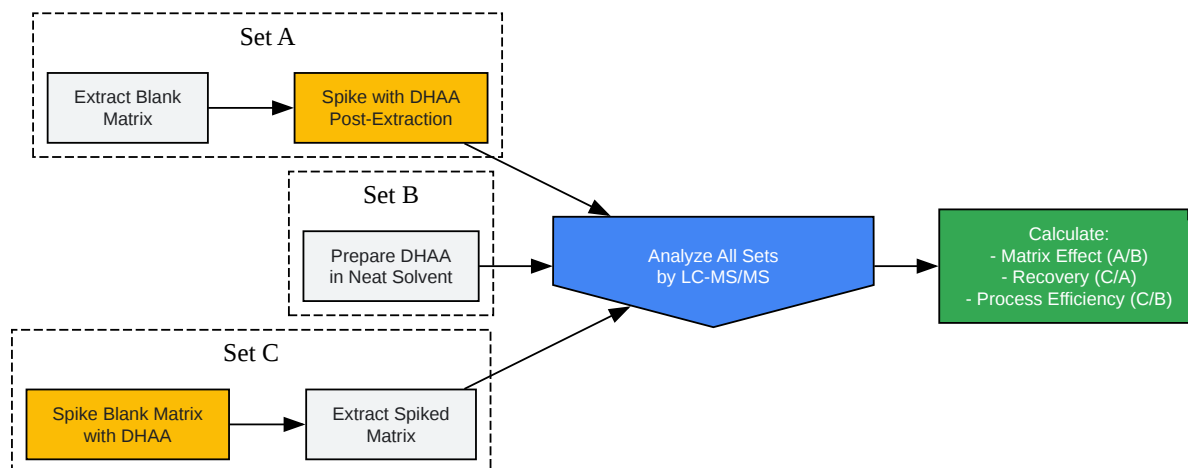 Set A
Extract Blank
Matrix
Spike with DHAA
Post-Extraction
Set B
Prepare DHAA
in Neat Solvent
Set C
Spike Blank Matrix
with DHAA
Extract Spiked
Matrix
Analyze All Sets
by LC-MS/MS
Calculate:
- Matrix Effect (A/B)
- Recovery (C/A)
- Process Efficiency (C/B)